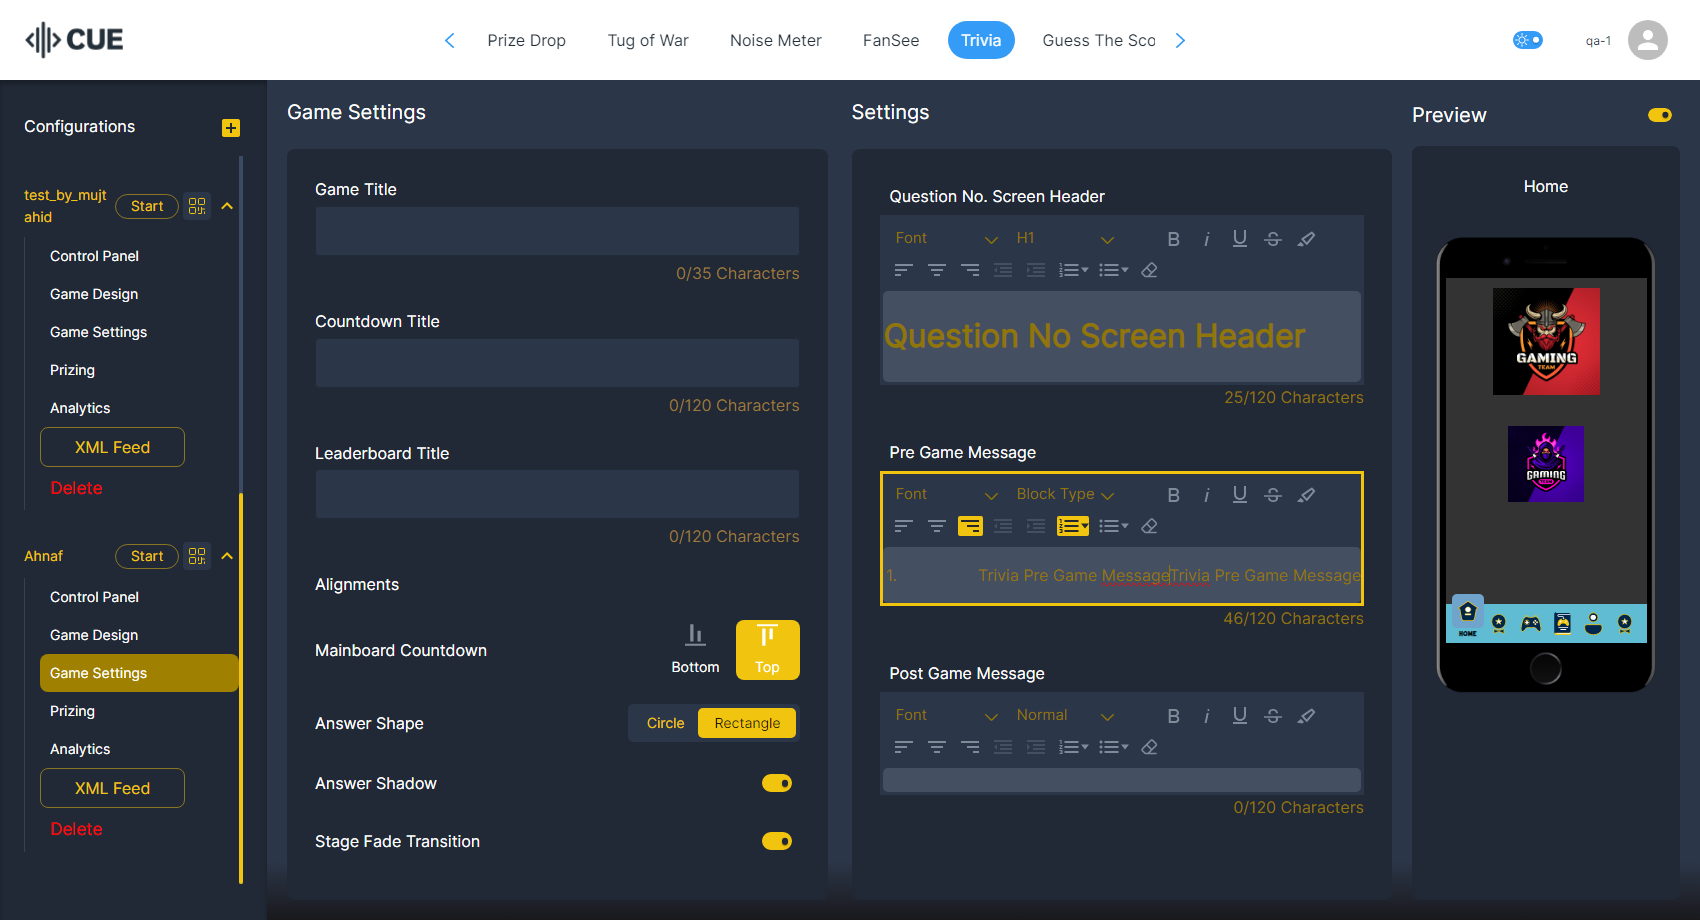 CUE
Prize Drop
Tug of War
Noise Meter
FanSee
Trivia
Guess The Sco
qa-1
Configurations
test_by_mujt
ahid
Start
Control Panel
Game Design
Game Settings
Prizing
Analytics
XML Feed
Delete
Ahnaf
Start
Control Panel
Game Design
Game Settings
Prizing
Analytics
XML Feed
Delete
Game Settings
Game Title
0/35 Characters
Countdown Title
0/120 Characters
Leaderboard Title
0/120 Characters
Alignments
Mainboard Countdown
Bottom
Top
Answer Shape
Circle
Rectangle
Answer Shadow
Stage Fade Transition
Settings
Question No. Screen Header
Font
H1
B i U S
Question No Screen Header
25/120 Characters
Pre Game Message
Font
Block Type
B i U S
1. Trivia Pre Game MessageTrivia Pre Game Message
46/120 Characters
Post Game Message
Font
Normal
B i U S
0/120 Characters
Preview
Home
GAMING
TEAM
GAMING
HOME